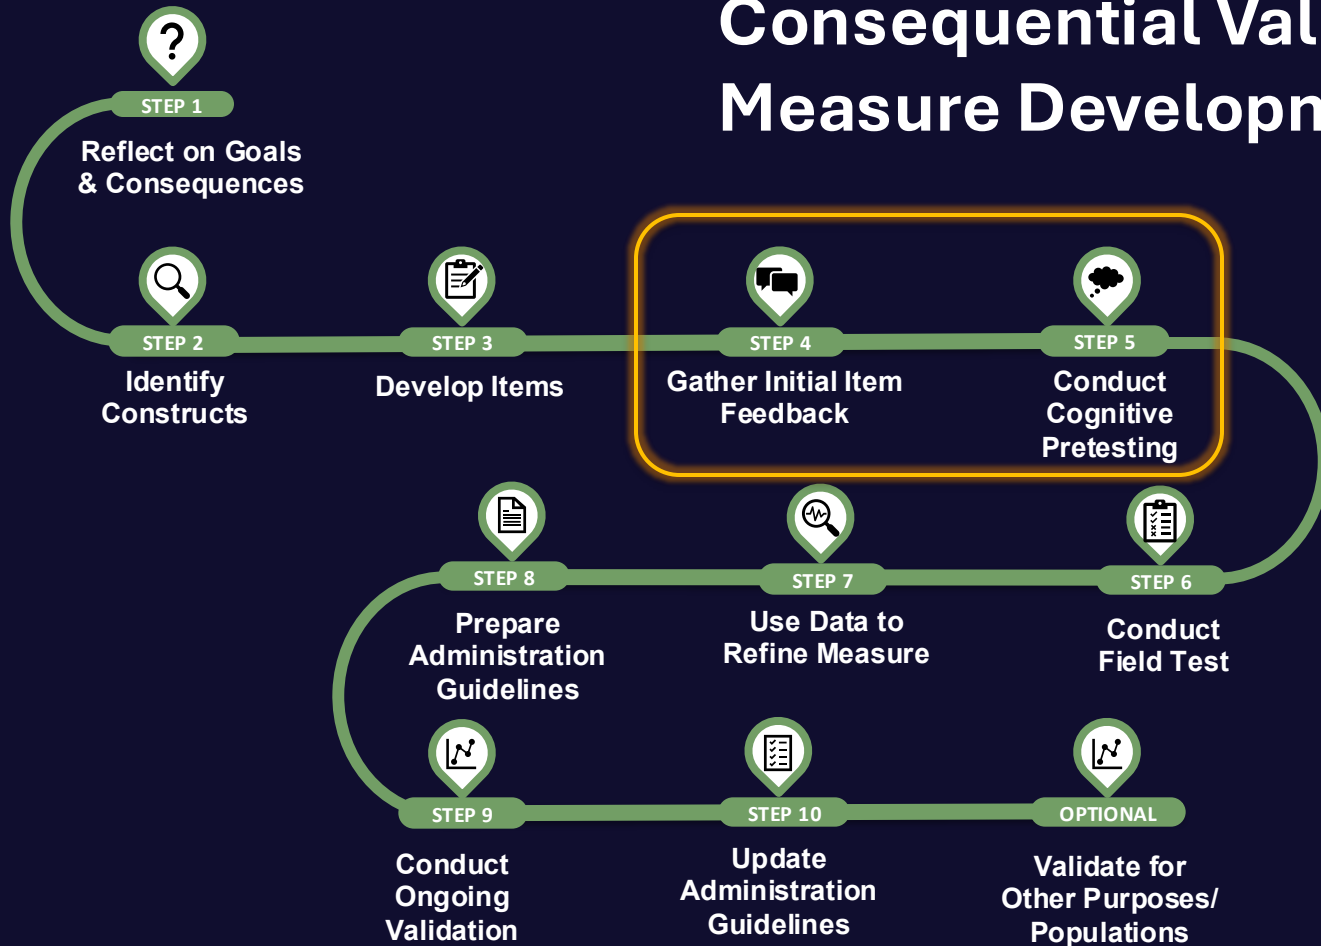 Consequential Val
Measure Developm
STEP 1
Reflect on Goals
& Consequences
STEP 2
Identify
Constructs
STEP 3
Develop Items
STEP 4
Gather Initial Item
Feedback
STEP 5
Conduct
Cognitive
Pretesting
STEP 6
Conduct
Field Test
STEP 7
Use Data to
Refine Measure
STEP 8
Prepare
Administration
Guidelines
STEP 9
Conduct
Ongoing
Validation
STEP 10
Update
Administration
Guidelines
OPTIONAL
Validate for
Other Purposes/
Populations